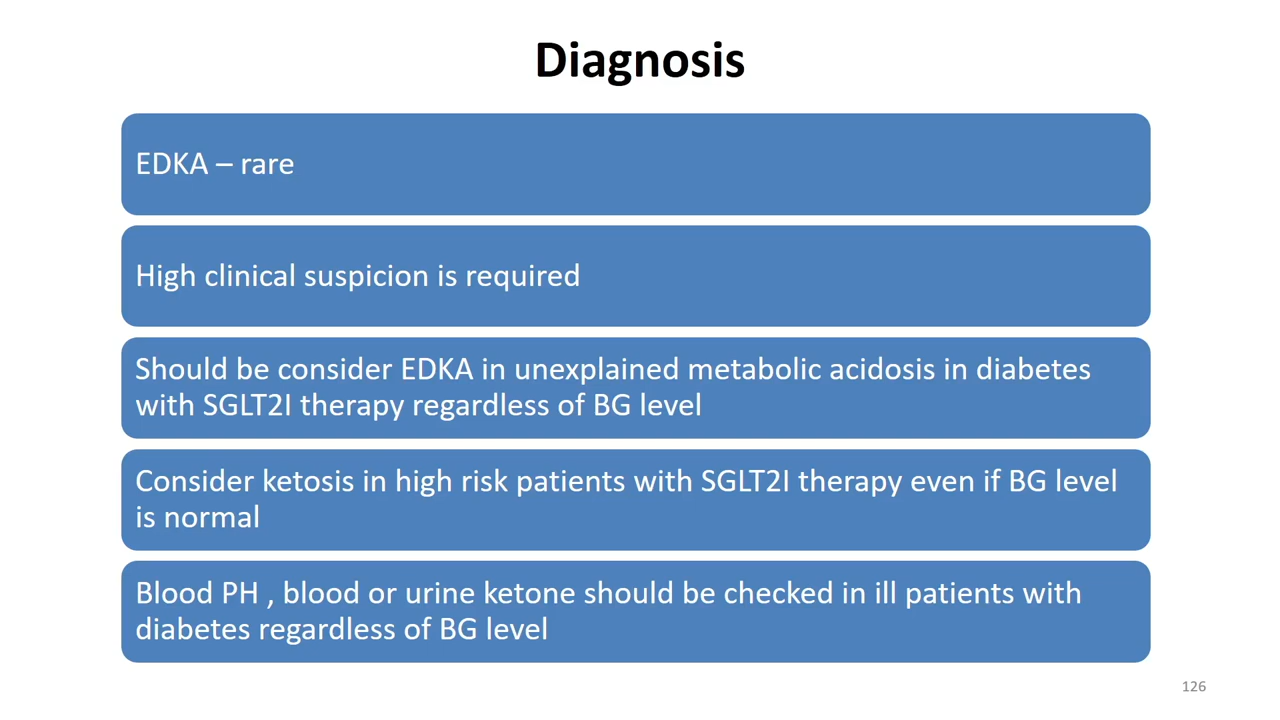 Diagnosis
EDKA – rare
High clinical suspicion is required
Should be consider EDKA in unexplained metabolic acidosis in diabetes
with SGLT2I therapy regardless of BG level
Consider ketosis in high risk patients with SGLT2I therapy even if BG level
is normal
Blood PH , blood or urine ketone should be checked in ill patients with
diabetes regardless of BG level
126